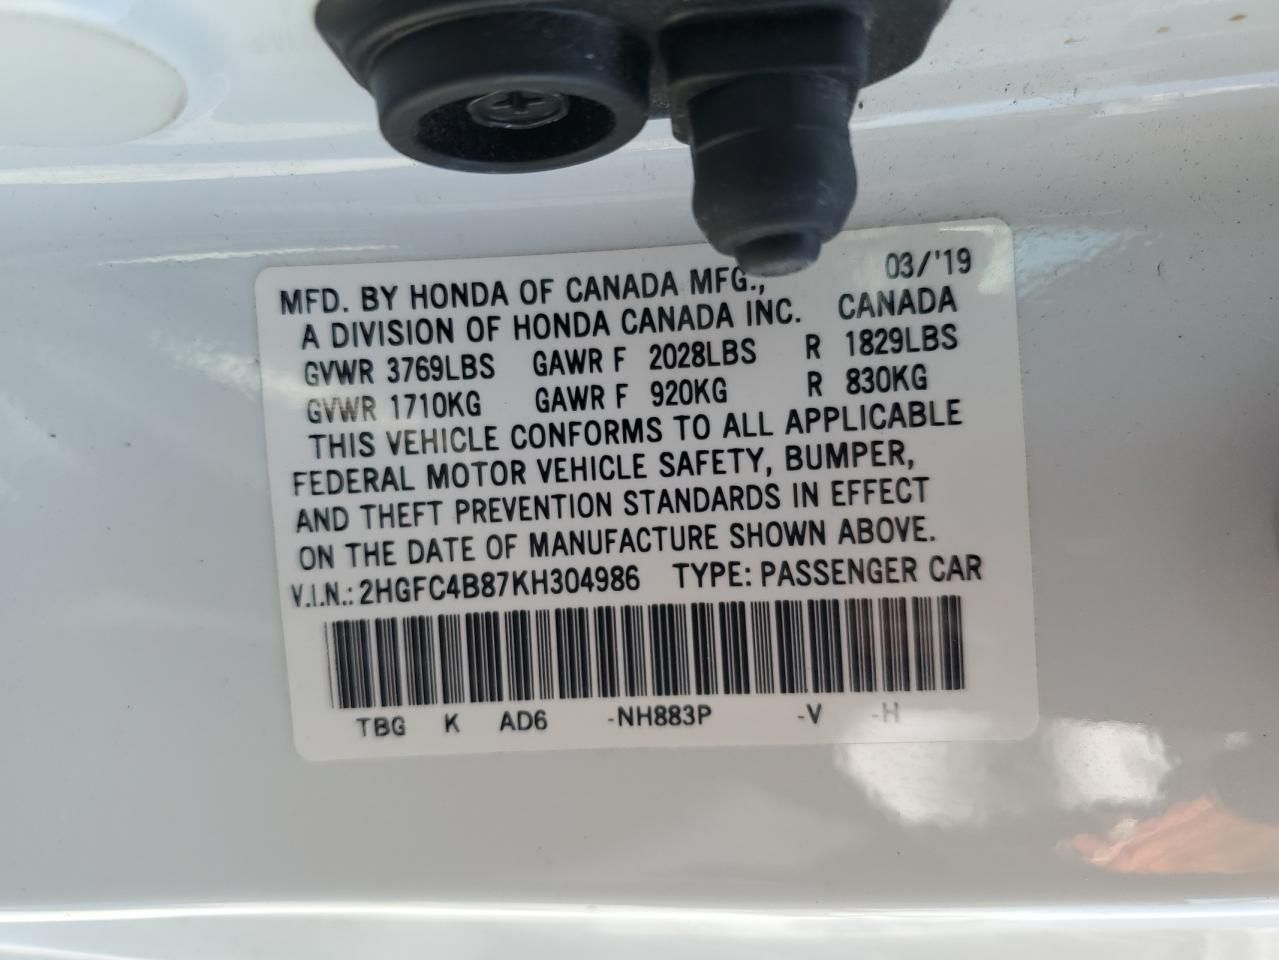 MFD. BY HONDA OF CANADA MFG., 03/'19
A DIVISION OF HONDA CANADA INC. CANADA
GVWR 3769LBS GAWR F 2028LBS R 1829LBS
GVWR 1710KG GAWR F 920KG R 830KG
THIS VEHICLE CONFORMS TO ALL APPLICABLE
FEDERAL MOTOR VEHICLE SAFETY, BUMPER,
AND THEFT PREVENTION STANDARDS IN EFFECT
ON THE DATE OF MANUFACTURE SHOWN ABOVE.
V.I.N.: 2HGFC4B87KH304986 TYPE: PASSENGER CAR
TBG K AD6 -NH883P -V -H